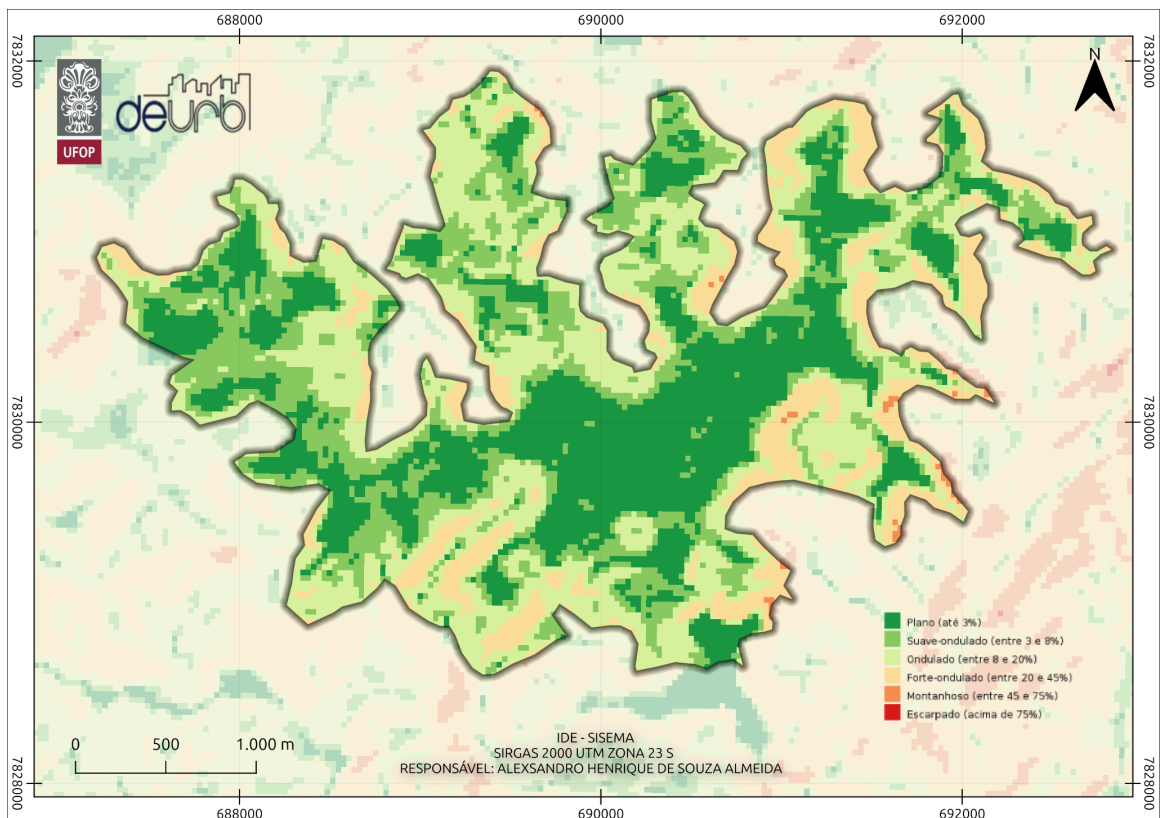 688000
690000
692000
7832000
7832000
N
UFOP
deurb
7830000
7830000
Plano (até 3%)
Suave-ondulado (entre 3 e 8%)
Ondulado (entre 8 e 20%)
Forte-ondulado (entre 20 e 45%)
Montanhoso (entre 45 e 75%)
Escarpado (acima de 75%)
0
500
1.000 m
IDE - SISEMA
SIRGAS 2000 UTM ZONA 23 S
RESPONSÁVEL: ALEXSANDRO HENRIQUE DE SOUZA ALMEIDA
7828000
7828000
688000
690000
692000